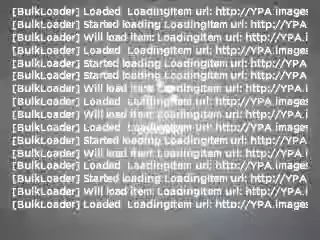 [BulkLoader] Loaded LoadingItem url: http://YPA.images
[BulkLoader] Started loading LoadingItem url: http://YPA
[BulkLoader] Will load item: LoadingItem url: http://YPA.i
[BulkLoader] Loaded LoadingItem url: http://YPA.images
[BulkLoader] Started loading LoadingItem url: http://YPA
[BulkLoader] Started loading LoadingItem url: http://YPA
[BulkLoader] Will load item: LoadingItem url: http://YPA.i
[BulkLoader] Loaded LoadingItem url: http://YPA.images
[BulkLoader] Will load item: LoadingItem url: http://YPA.i
[BulkLoader] Loaded LoadingItem url: http://YPA.images
[BulkLoader] Started loading LoadingItem url: http://YPA
[BulkLoader] Will load item: LoadingItem url: http://YPA.i
[BulkLoader] Loaded LoadingItem url: http://YPA.images
[BulkLoader] Started loading LoadingItem url: http://YPA
[BulkLoader] Will load item: LoadingItem url: http://YPA.i
[BulkLoader] Loaded LoadingItem url: http://YPA.images